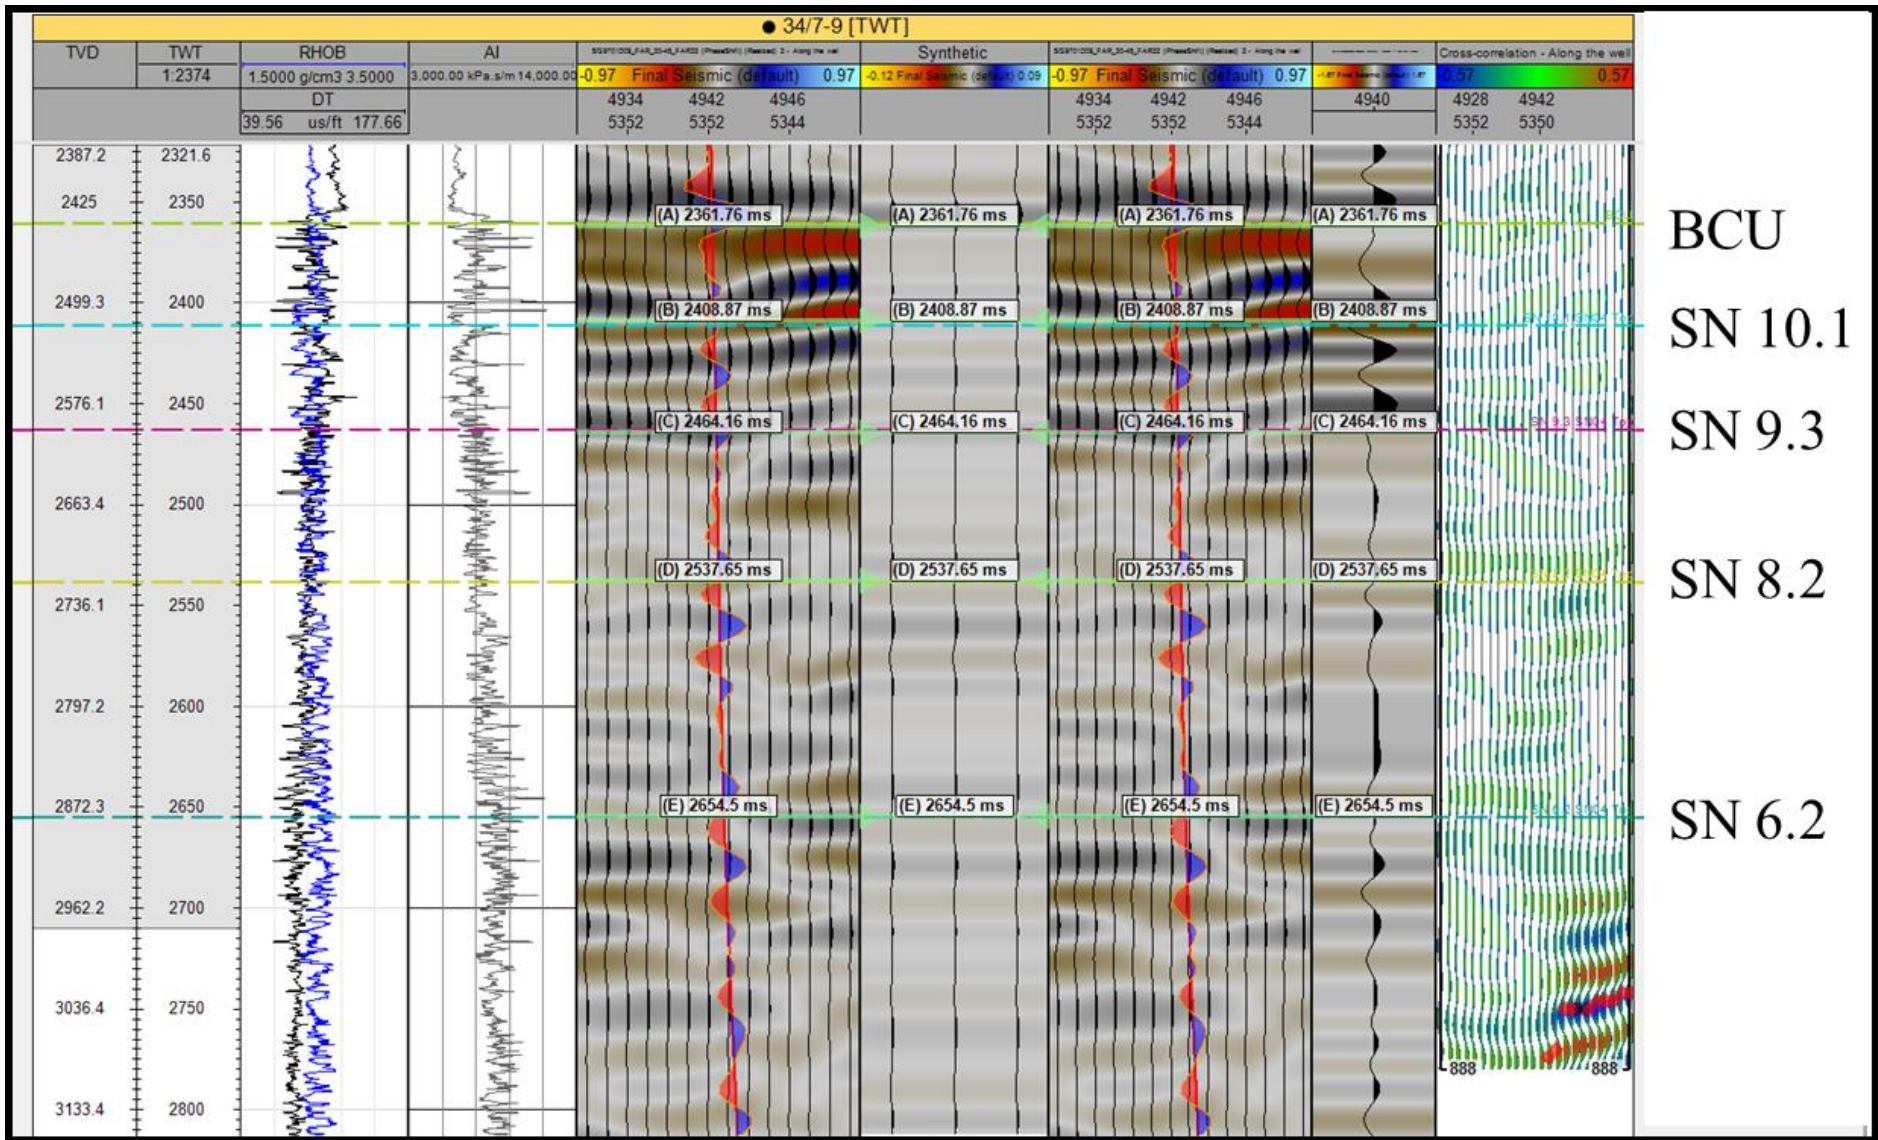 34/7-9 [TWT]
TVD TWT RHOB AI Synthetic Cross-correlation - Along the well
1:2374 1.5000 g/cm3 3.5000 3,000.00 kPa.s/m 14,000.00 -0.97 Final Seismic (default) 0.97 -0.12 Final Seismic (default) 0.09 -0.97 Final Seismic (default) 0.97 -0.57 0.57
DT 4934 4942 4946 4934 4942 4946 4940 4928 4942
39.56 us/ft 177.66 5352 5352 5344 5352 5352 5344 5352 5350
2387.2 2321.6
2425 2350
(A) 2361.76 ms (A) 2361.76 ms (A) 2361.76 ms (A) 2361.76 ms BCU
2499.3 2400
(B) 2408.87 ms (B) 2408.87 ms (B) 2408.87 ms (B) 2408.87 ms SN 10.1
2576.1 2450
(C) 2464.16 ms (C) 2464.16 ms (C) 2464.16 ms (C) 2464.16 ms SN 9.3
2663.4 2500
(D) 2537.65 ms (D) 2537.65 ms (D) 2537.65 ms (D) 2537.65 ms SN 8.2
2736.1 2550
2797.2 2600
2872.3 2650
(E) 2654.5 ms (E) 2654.5 ms (E) 2654.5 ms (E) 2654.5 ms SN 6.2
2962.2 2700
3036.4 2750
888 888
3133.4 2800